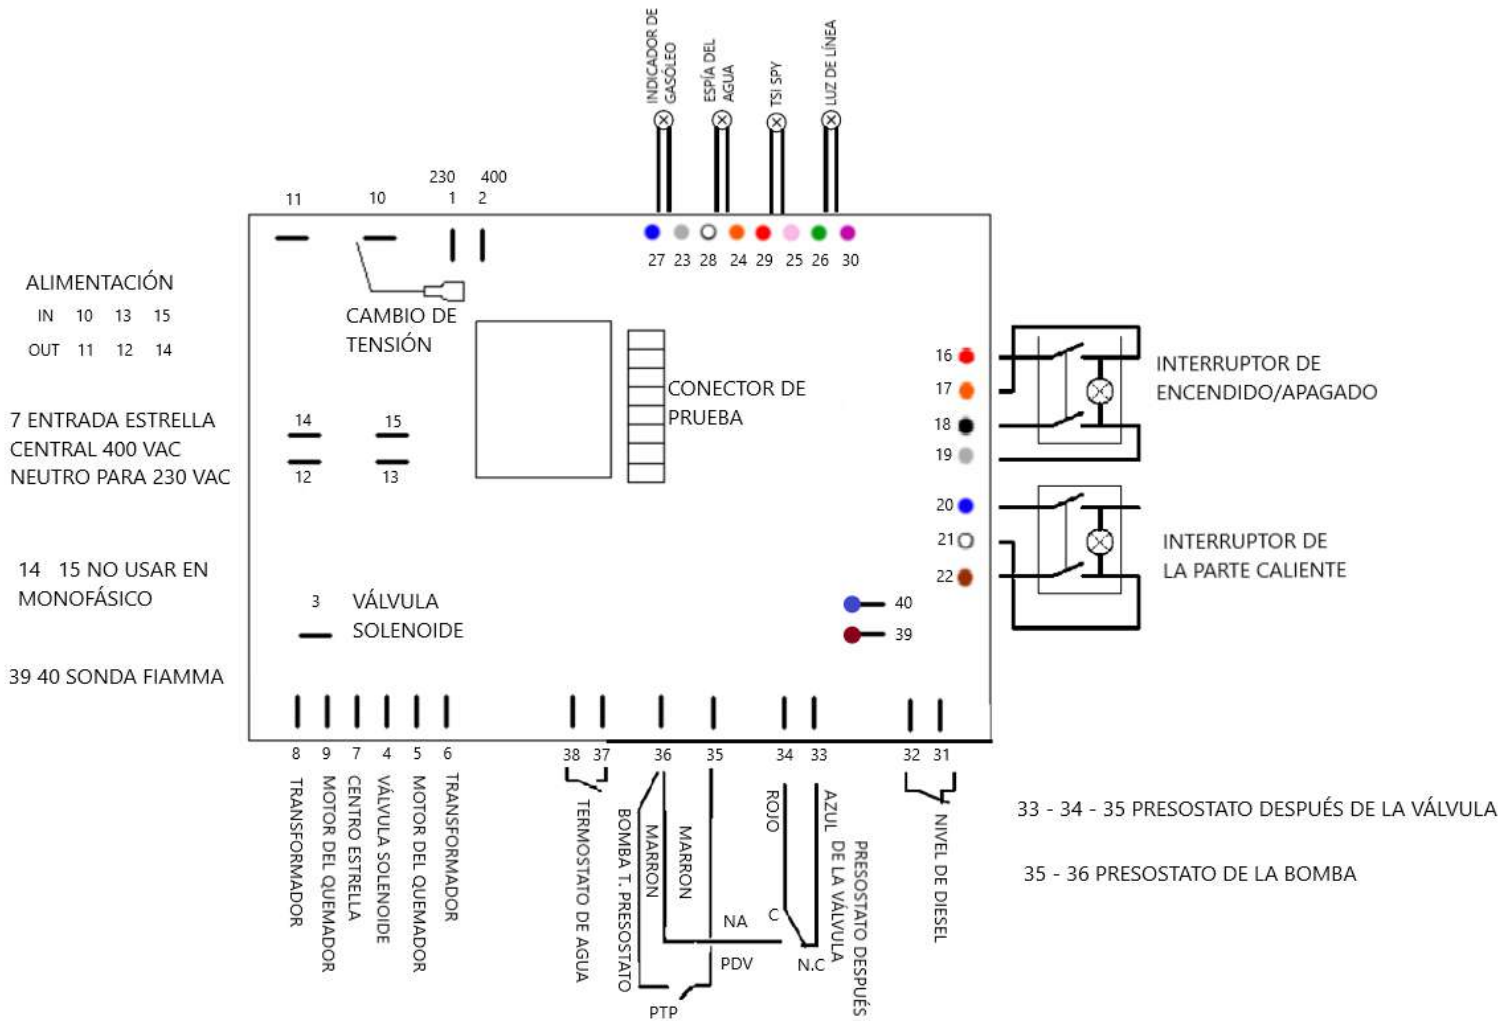 INDICADOR DE
GASÓLEO
ESPÍA DEL
AGUA
TSI SPY
LUZ DE LÍNEA
230 400
11 10 1 2
27 23 28 24 29 25 26 30
ALIMENTACIÓN
IN 10 13 15
OUT 11 12 14
CAMBIO DE
TENSIÓN
CONECTOR DE
PRUEBA
16
17
18
19
INTERRUPTOR DE
ENCENDIDO/APAGADO
7 ENTRADA ESTRELLA
CENTRAL 400 VAC
NEUTRO PARA 230 VAC
14 15
12 13
20
21
22
INTERRUPTOR DE
LA PARTE CALIENTE
14 15 NO USAR EN
MONOFÁSICO
3 VÁLVULA
SOLENOIDE
40
39
39 40 SONDA FIAMMA
8 9 7 4 5 6 38 37 36 35 34 33 32 31
TRANSFORMADOR
MOTOR DEL QUEMADOR
CENTRO ESTRELLA
VÁLVULA SOLENOIDE
MOTOR DEL QUEMADOR
TRANSFORMADOR
TERMOSTATO DE AGUA
BOMBA T. PRESOSTATO
MARRON
MARRON
ROJO
AZUL
PRESOSTATO DESPUÉS
DE LA VÁLVULA
NIVEL DE DIESEL
C
NA
PDV
N.C
PTP
33 - 34 - 35 PRESOSTATO DESPUÉS DE LA VÁLVULA
35 - 36 PRESOSTATO DE LA BOMBA